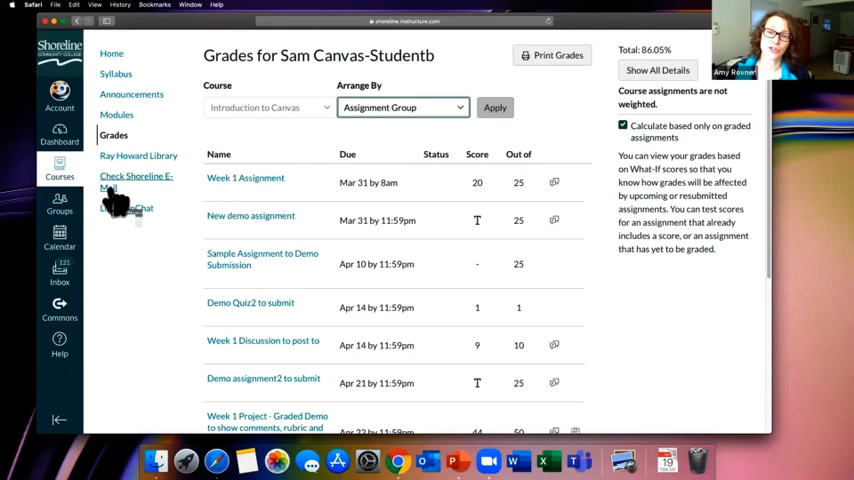 Safari File Edit View History Bookmarks Window Help
shoreline.instructure.com
Shoreline
COMMUNITY COLLEGE
Account
Dashboard
Courses
Groups
Calendar
121
Inbox
Commons
Help
Home
Syllabus
Announcements
Modules
Grades
Ray Howard Library
Check Shoreline E-
Mail
Chat
Grades for Sam Canvas-Studentb
Print Grades
Course
Arrange By
Introduction to Canvas
Assignment Group
Apply
Name Due Status Score Out of
Week 1 Assignment Mar 31 by 8am 20 25
New demo assignment Mar 31 by 11:59pm T 25
Sample Assignment to Demo
Submission Apr 10 by 11:59pm - 25
Demo Quiz2 to submit Apr 14 by 11:59pm 1 1
Week 1 Discussion to post to Apr 14 by 11:59pm 9 10
Demo assignment2 to submit Apr 21 by 11:59pm T 25
Week 1 Project - Graded Demo
to show comments, rubric and Apr 22 by 11:59pm 44 50
Total: 86.05%
Show All Details
Course assignments are not
weighted.
Calculate based only on graded
assignments
You can view your grades based
on What-If scores so that you
know how grades will be affected
by upcoming or resubmitted
assignments. You can test scores
for an assignment that already
includes a score, or an assignment
that has yet to be graded.
Amy Rovner
19